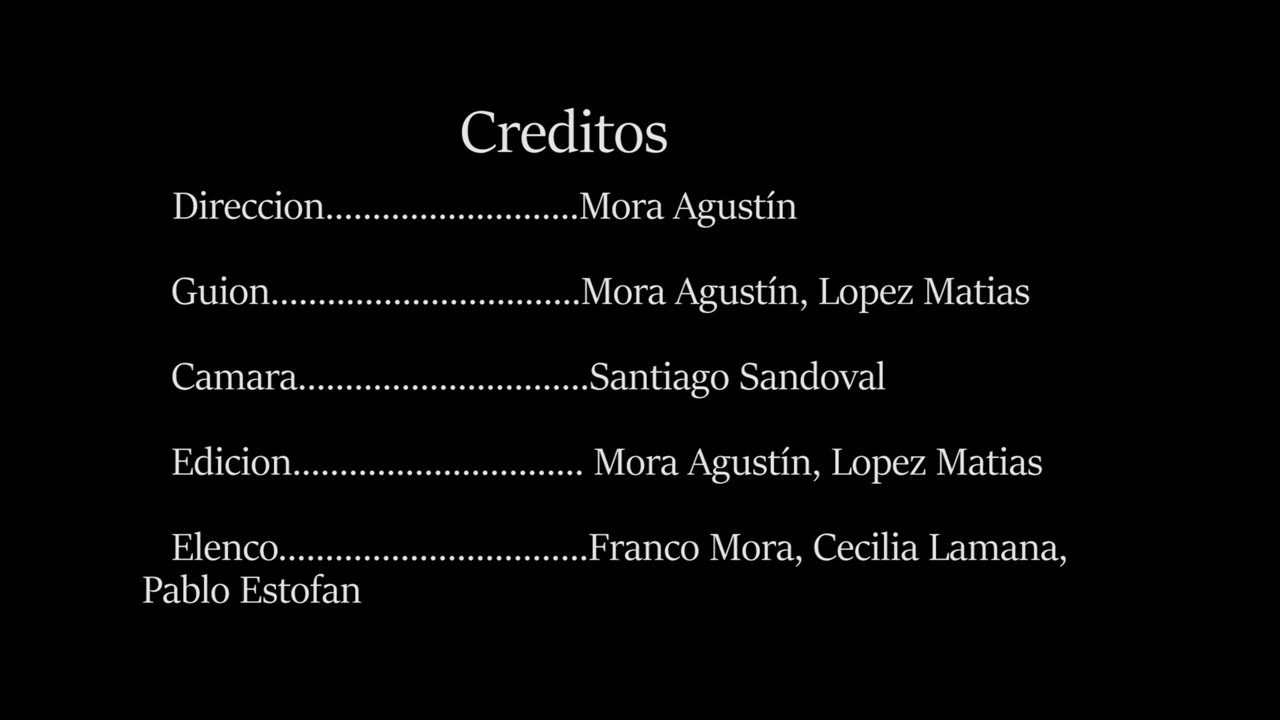 Creditos
Direccion...........................Mora Agustín
Guion.................................Mora Agustín, Lopez Matias
Camara...............................Santiago Sandoval
Edicion............................... Mora Agustín, Lopez Matias
Elenco.................................Franco Mora, Cecilia Lamana,
Pablo Estofan